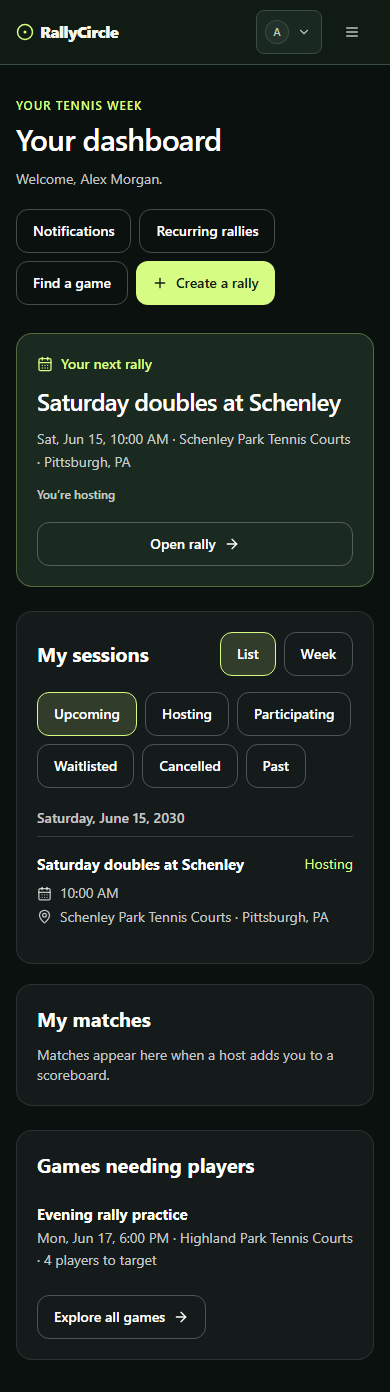 RallyCircle
A
YOUR TENNIS WEEK
Your dashboard
Welcome, Alex Morgan.
Notifications
Recurring rallies
Find a game
Create a rally
Your next rally
Saturday doubles at Schenley
Sat, Jun 15, 10:00 AM · Schenley Park Tennis Courts
· Pittsburgh, PA
You're hosting
Open rally
My sessions
List
Week
Upcoming
Hosting
Participating
Waitlisted
Cancelled
Past
Saturday, June 15, 2030
Saturday doubles at Schenley
Hosting
10:00 AM
Schenley Park Tennis Courts · Pittsburgh, PA
My matches
Matches appear here when a host adds you to a
scoreboard.
Games needing players
Evening rally practice
Mon, Jun 17, 6:00 PM · Highland Park Tennis Courts
· 4 players to target
Explore all games